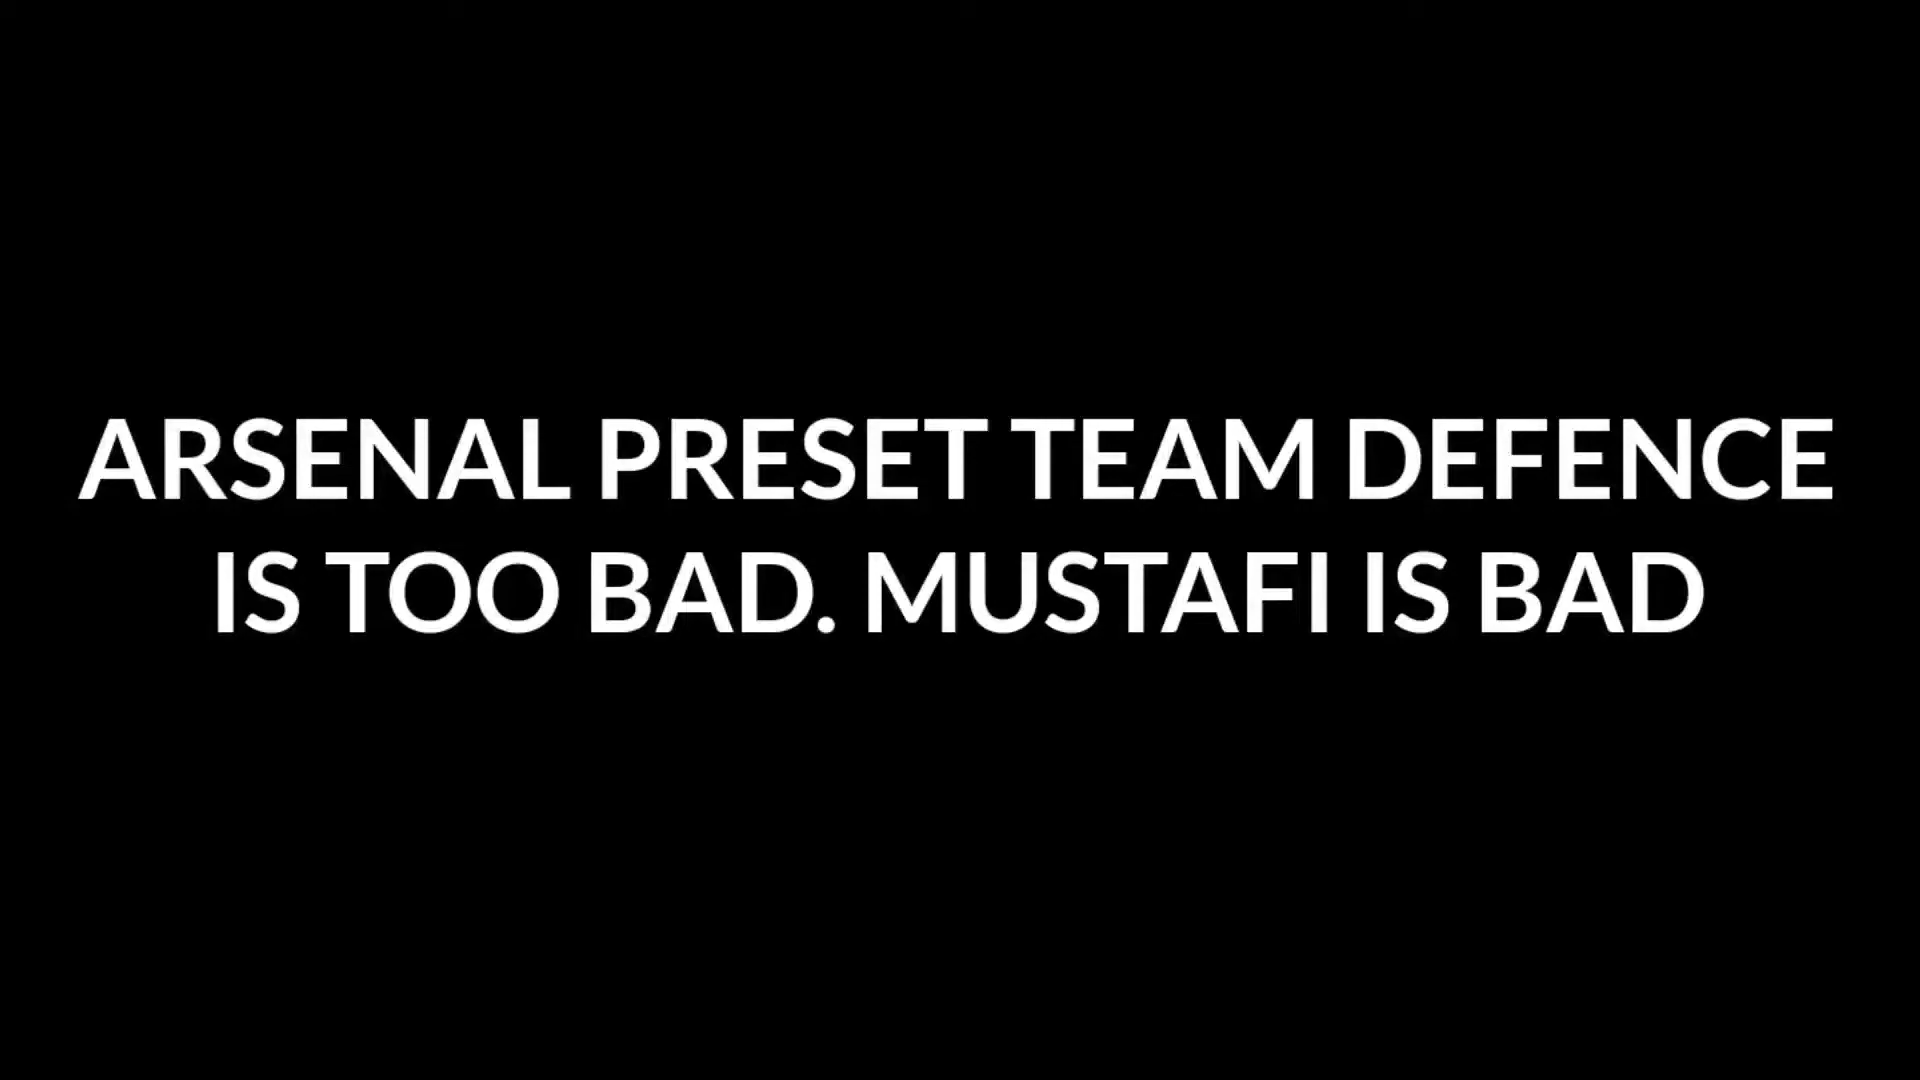 ARSENAL PRESET TEAM DEFENCE
IS TOO BAD. MUSTAFI IS BAD